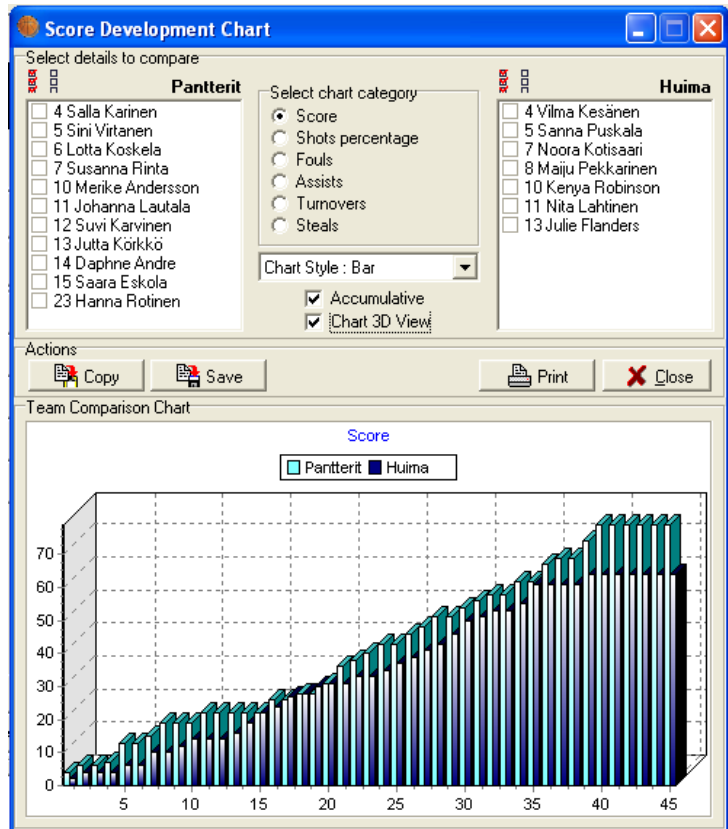 Score Development Chart
Select details to compare
Pantterit
4 Salla Karinen
5 Sini Virtanen
6 Lotta Koskela
7 Susanna Rinta
10 Merike Andersson
11 Johanna Lautala
12 Suvi Karvinen
13 Jutta Körkkö
14 Daphne Andre
15 Saara Eskola
23 Hanna Rotinen
Select chart category
Score
Shots percentage
Fouls
Assists
Turnovers
Steals
Chart Style : Bar
Accumulative
Chart 3D View
Huima
4 Vilma Kesänen
5 Sanna Puskala
7 Noora Kotisaari
8 Maiju Pekkarinen
10 Kenya Robinson
11 Nita Lahtinen
13 Julie Flanders
Actions
Copy Save Print Close
Team Comparison Chart
Score
Pantterit Huima
70
60
50
40
30
20
10
0
5 10 15 20 25 30 35 40 45